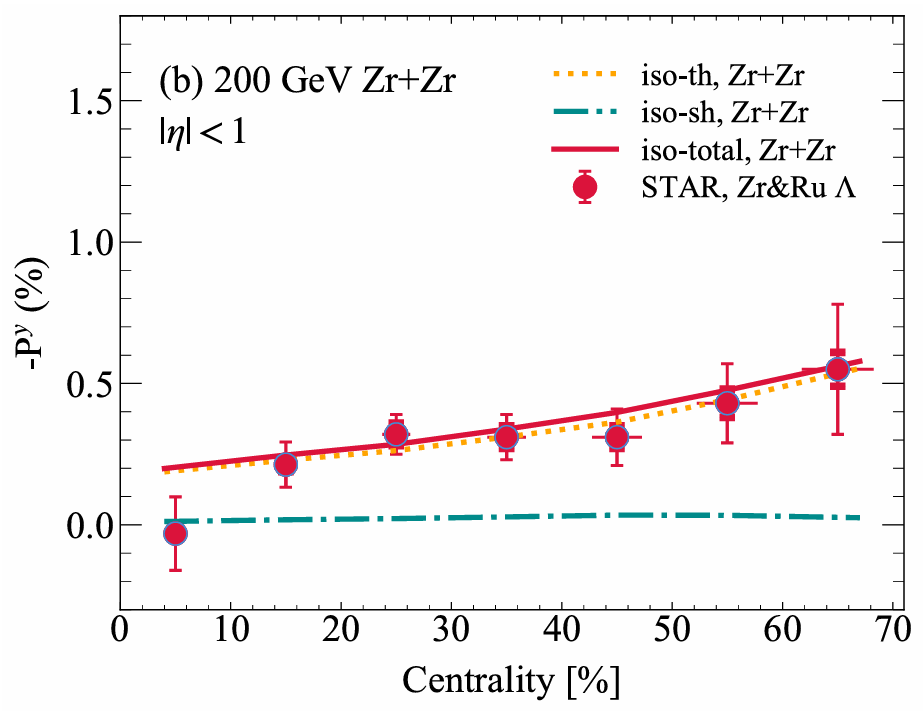 (b) 200 GeV Zr+Zr
|η| < 1
iso-th, Zr+Zr
iso-sh, Zr+Zr
iso-total, Zr+Zr
STAR, Zr&Ru Λ
-Pʸ (%)
1.5
1.0
0.5
0.0
0 10 20 30 40 50 60 70
Centrality [%]